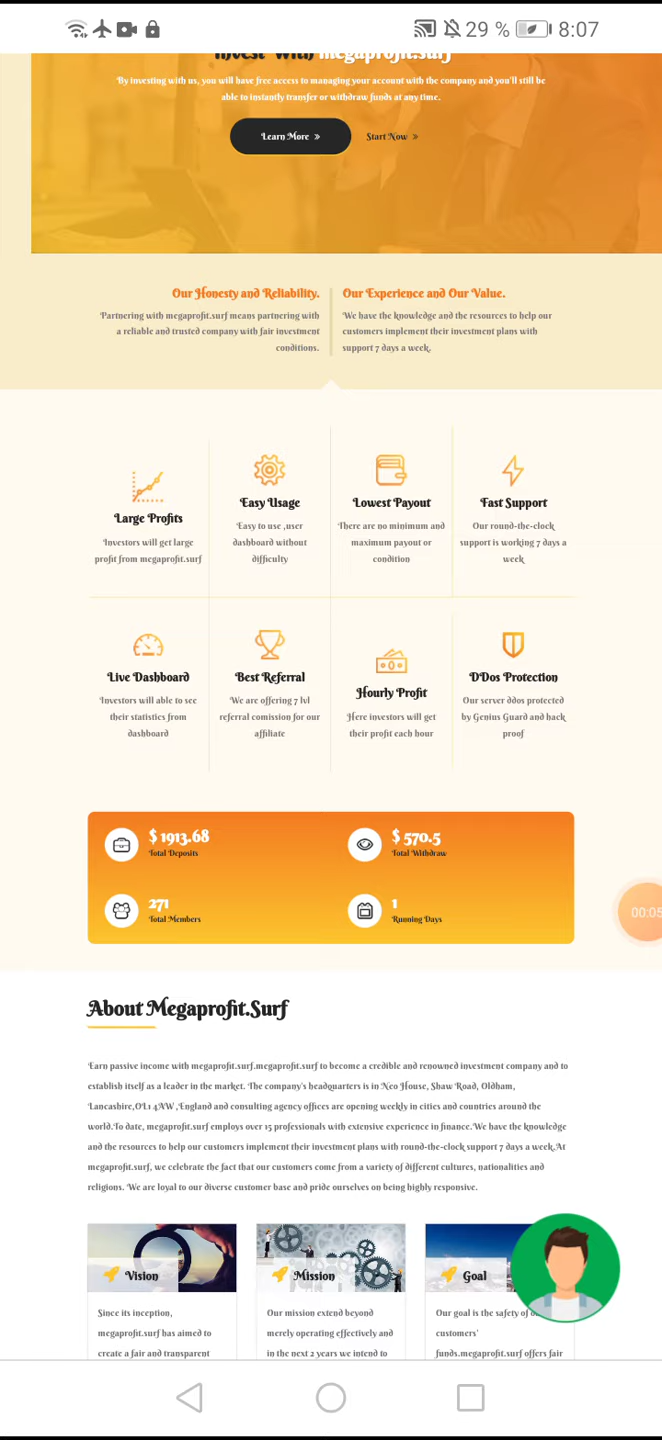 29 % 8:07
Invest With megaprofit.surf
By investing with us, you will have free access to managing your account with the company and you'll still be
able to instantly transfer or withdraw funds at any time.
Learn More »
Start Now »
Our Honesty and Reliability.
Partnering with megaprofit.surf means partnering with
a reliable and trusted company with fair investment
conditions.
Our Experience and Our Value.
We have the knowledge and the resources to help our
customers implement their investment plans with
support 7 days a week.
Large Profits
Investors will get large
profit from megaprofit.surf
Easy Usage
Easy to use ,user
dashboard without
difficulty
Lowest Payout
There are no minimum and
maximum payout or
condition
Fast Support
Our round-the-clock
support is working 7 days a
week
Live Dashboard
Investors will able to see
their statistics from
dashboard
Best Referral
We are offering 7 lvl
referral comission for our
affiliate
Hourly Profit
Here investors will get
their profit each hour
DDos Protection
Our server ddos protected
by Genius Guard and hack
proof
$ 1913.68
Total Deposits
$ 570.5
Total Withdraw
271
Total Members
1
Running Days
00:05
About Megaprofit.Surf
Earn passive income with megaprofit.surf.megaprofit.surf to become a credible and renowned investment company and to
establish itself as a leader in the market. The company's headquarters is in Neo House, Shaw Road, Oldham,
Lancashire,OL1 4AW ,England and consulting agency offices are opening weekly in cities and countries around the
world.To date, megaprofit.surf employs over 15 professionals with extensive experience in finance.We have the knowledge
and the resources to help our customers implement their investment plans with round-the-clock support 7 days a week.At
megaprofit.surf, we celebrate the fact that our customers come from a variety of different cultures, nationalities and
religions. We are loyal to our diverse customer base and pride ourselves on being highly responsive.
Vision
Since its inception,
megaprofit.surf has aimed to
create a fair and transparent
Mission
Our mission extend beyond
merely operating effectively and
in the next 2 years we intend to
Goal
Our goal is the safety of
customers'
funds.megaprofit.surf offers fair